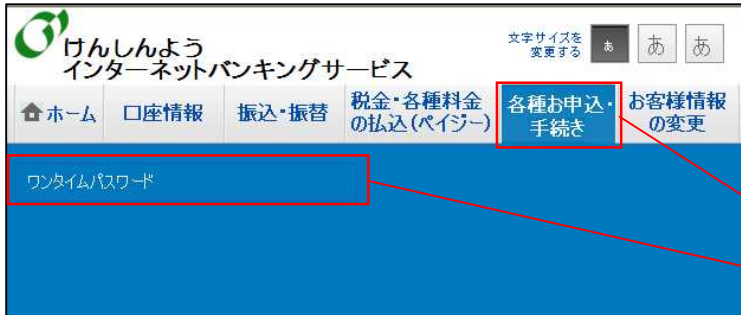 けんしんよう
インターネットバンキングサービス
文字サイズを
変更する
あ
あ
あ
ホーム
口座情報
振込・振替
税金・各種料金
の払込(ペイジー)
各種お申込・
手続き
お客様情報
の変更
ワンタイムパスワード